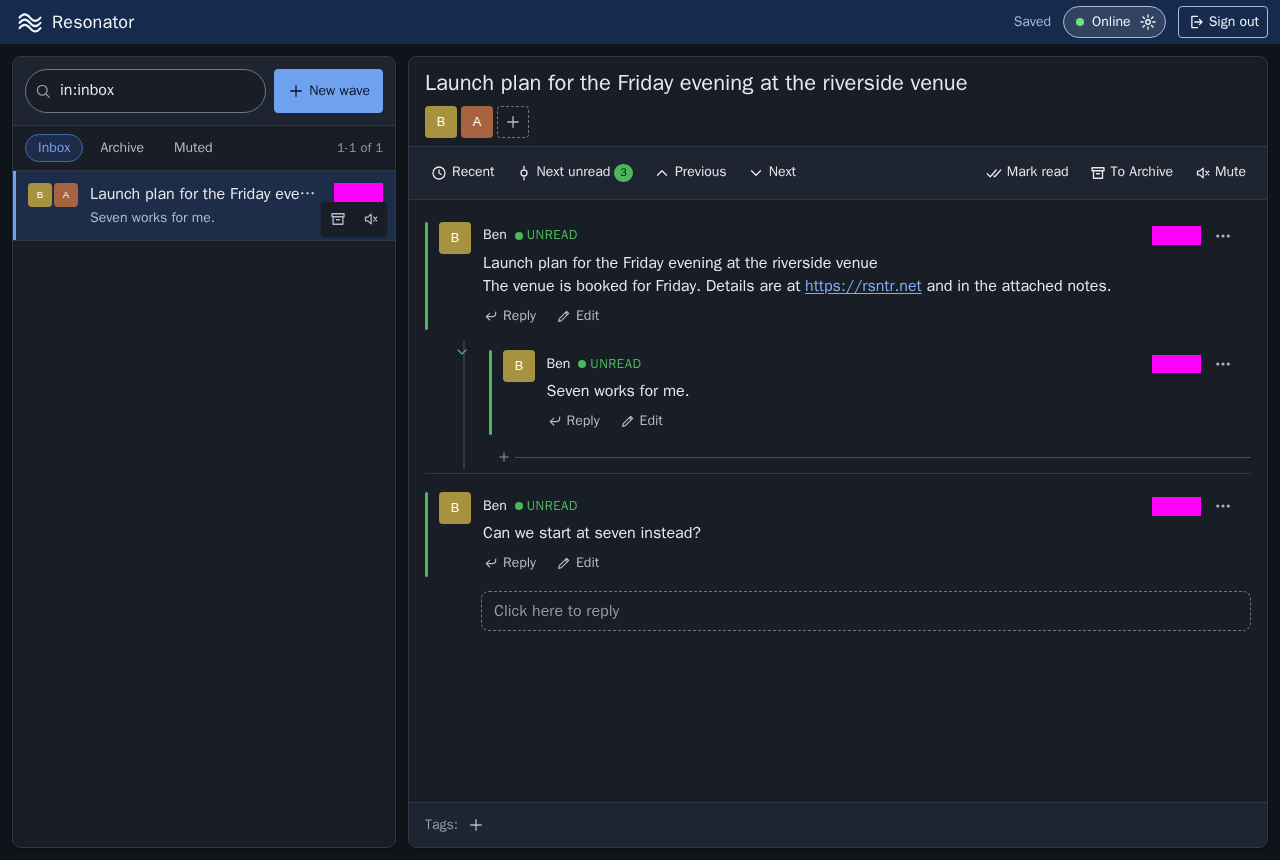 Resonator
Saved
Online
Sign out
in:inbox
New wave
Inbox
Archive
Muted
1-1 of 1
B
A
Launch plan for the Friday eve…
Seven works for me.
Launch plan for the Friday evening at the riverside venue
B
A
Recent
Next unread 3
Previous
Next
Mark read
To Archive
Mute
B
Ben
UNREAD
Launch plan for the Friday evening at the riverside venue
The venue is booked for Friday. Details are at https://rsntr.net and in the attached notes.
Reply
Edit
B
Ben
UNREAD
Seven works for me.
Reply
Edit
B
Ben
UNREAD
Can we start at seven instead?
Reply
Edit
Click here to reply
Tags: